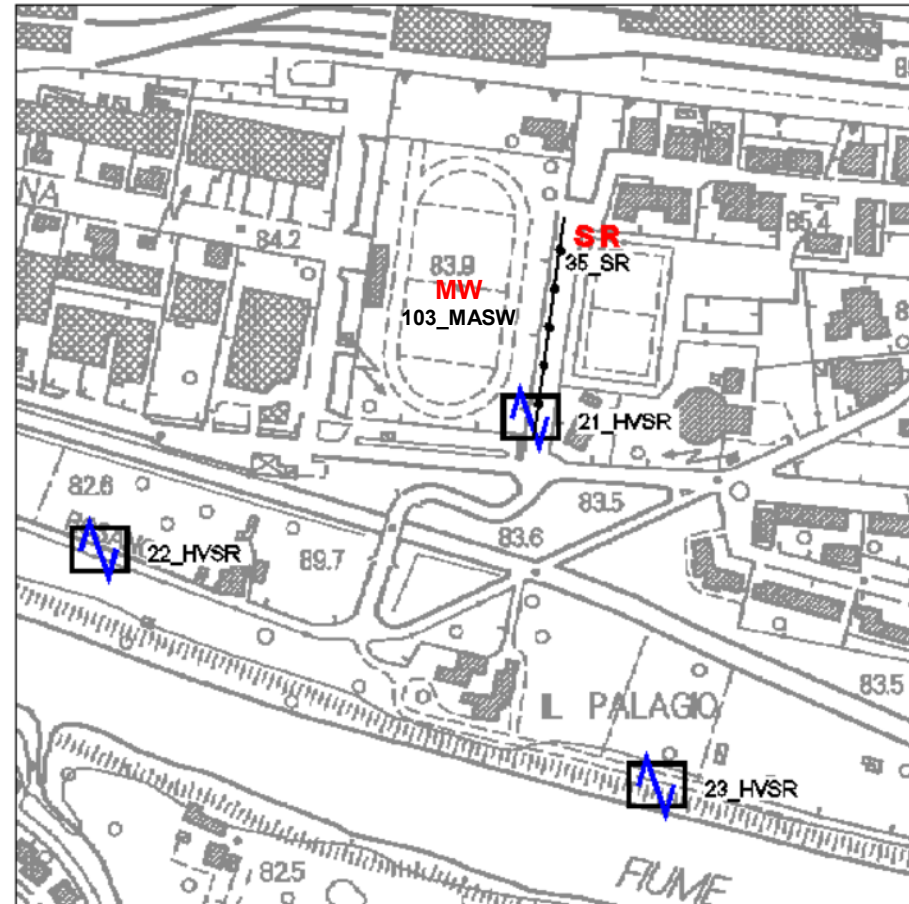 NA
84.2
85.4
SR
35_SR
83.9
MW
103_MASW
21_HVSR
82.6
83.5
83.6
22_HVSR
89.7
83.5
IL PALAGIO
23_HVSR
82.5
FIUME